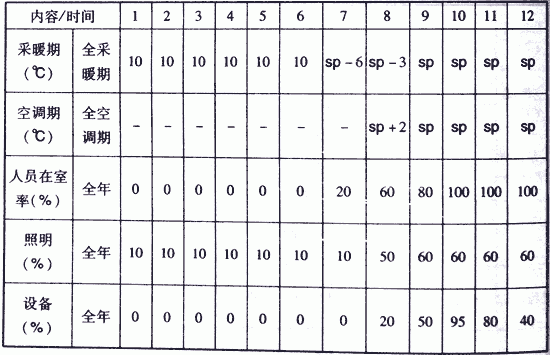 内容/时间 1 2 3 4 5 6 7 8 9 10 11 12
采暖期(℃) 全采暖期 10 10 10 10 10 10 sp-6 sp-3 sp sp sp sp
空调期(℃) 全空调期 - - - - - - - sp+2 sp sp sp sp
人员在室率(%) 全年 0 0 0 0 0 0 20 60 80 100 100 100
照明(%) 全年 10 10 10 10 10 10 10 50 60 60 60 60
设备(%) 全年 0 0 0 0 0 0 0 20 50 95 80 40